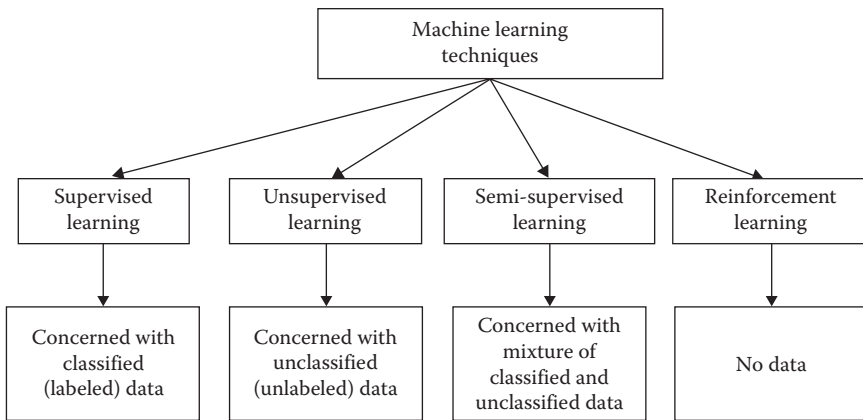 Machine learning
techniques
Supervised
learning
Unsupervised
learning
Semi-supervised
learning
Reinforcement
learning
Concerned with
classified
(labeled) data
Concerned with
unclassified
(unlabeled) data
Concerned with
mixture of
classified and
unclassified data
No data